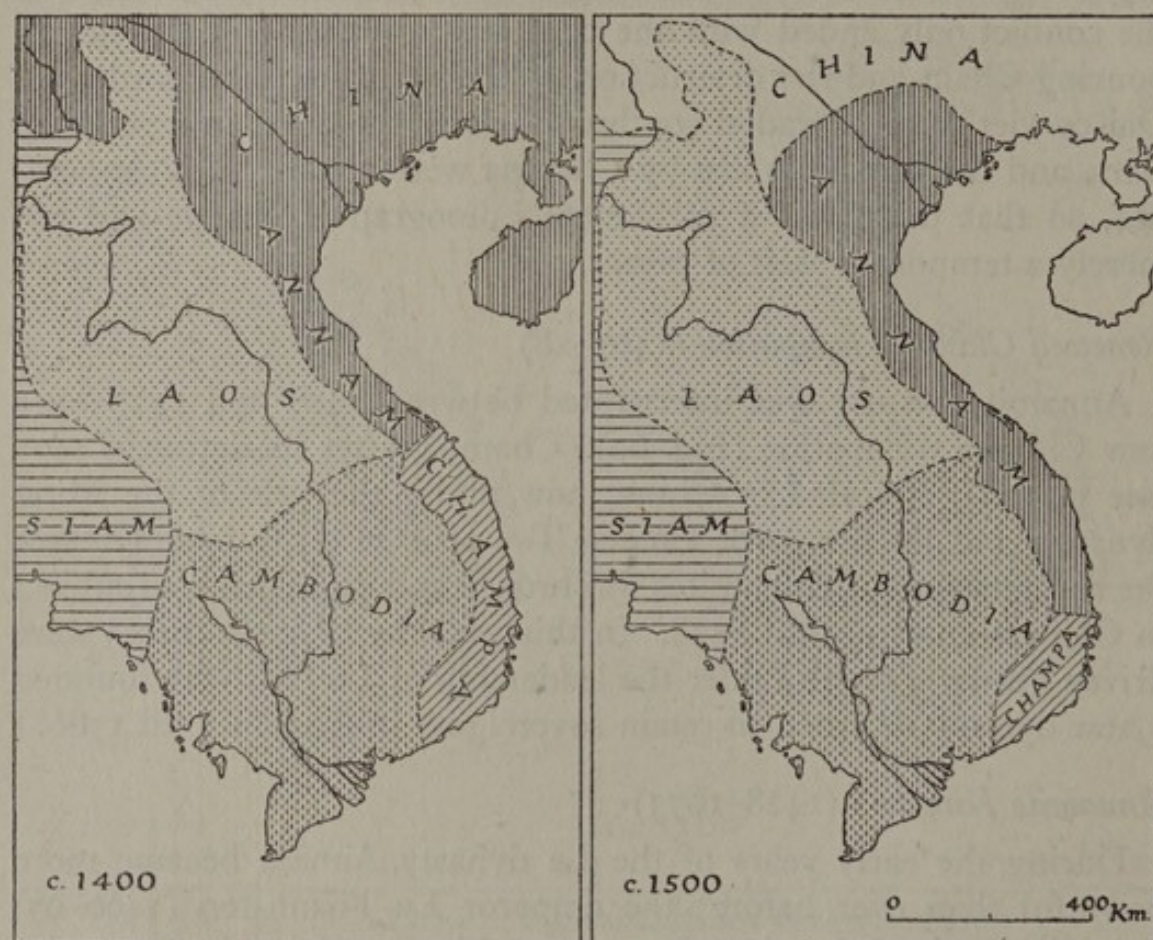 CHINA
ANNAM
LAOS
CHAMPA
SIAM
CAMBODIA
c. 1400
CHINA
ANNAM
LAOS
SIAM
CAMBODIA
CHAMPA
c. 1500
0 400 Km.